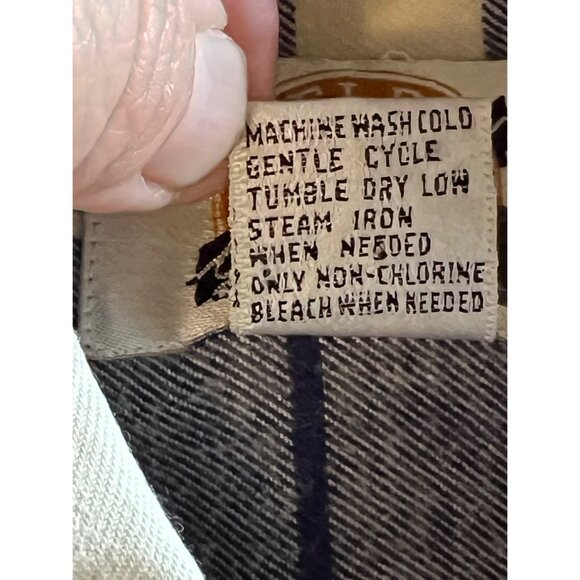 MACHINE WASH COLD
GENTLE CYCLE
TUMBLE DRY LOW
STEAM IRON
WHEN NEEDED
ONLY NON-CHLORINE
BLEACH WHEN NEEDED